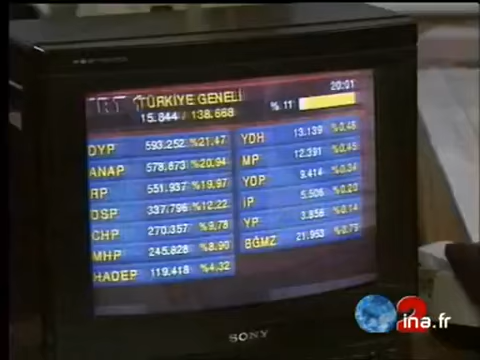 TRT TÜRKİYE GENELİ 20:01
15.844 / 138.668 % 11
DYP 593.252 %21,47
ANAP 578.673 %20,94
RP 551.937 %19,97
DSP 337.796 %12,22
CHP 270.357 %9,78
MHP 245.828 %8,90
HADEP 119.418 %4,32
YDH 13.139 %0,48
MP 12.391 %0,45
YDP 9.414 %0,34
İP 5.506 %0,20
YP 3.856 %0,14
BĞMZ 21.953 %0,79
SONY
2
ina.fr